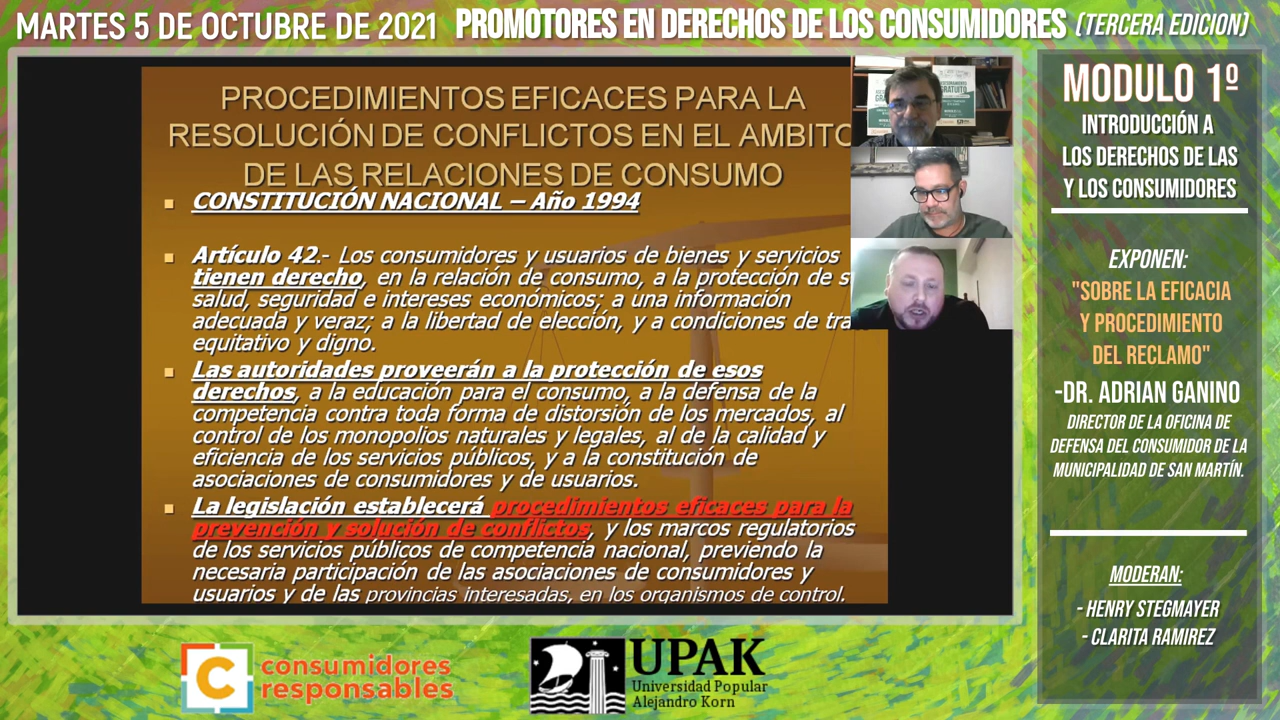 MARTES 5 DE OCTUBRE DE 2021 PROMOTORES EN DERECHOS DE LOS CONSUMIDORES (TERCERA EDICION)
PROCEDIMIENTOS EFICACES PARA LA
RESOLUCIÓN DE CONFLICTOS EN EL AMBITO
DE LAS RELACIONES DE CONSUMO
CONSTITUCIÓN NACIONAL – Año 1994
Artículo 42.- Los consumidores y usuarios de bienes y servicios
tienen derecho, en la relación de consumo, a la protección de s
salud, seguridad e intereses económicos; a una información
adecuada y veraz; a la libertad de elección, y a condiciones de tra
equitativo y digno.
Las autoridades proveerán a la protección de esos
derechos, a la educación para el consumo, a la defensa de la
competencia contra toda forma de distorsión de los mercados, al
control de los monopolios naturales y legales, al de la calidad y
eficiencia de los servicios públicos, y a la constitución de
asociaciones de consumidores y de usuarios.
La legislación establecerá procedimientos eficaces para la
prevención y solución de conflictos, y los marcos regulatorios
de los servicios públicos de competencia nacional, previendo la
necesaria participación de las asociaciones de consumidores y
usuarios y de las provincias interesadas, en los organismos de control.
GRATUITO
MODULO 1º
INTRODUCCIÓN A
LOS DERECHOS DE LAS
Y LOS CONSUMIDORES
EXPONEN:
"SOBRE LA EFICACIA
Y PROCEDIMIENTO
DEL RECLAMO"
-DR. ADRIAN GANINO
DIRECTOR DE LA OFICINA DE
DEFENSA DEL CONSUMIDOR DE LA
MUNICIPALIDAD DE SAN MARTÍN.
MODERAN:
- HENRY STEGMAYER
- CLARITA RAMIREZ
C consumidores
responsables
UPAK
Universidad Popular
Alejandro Korn